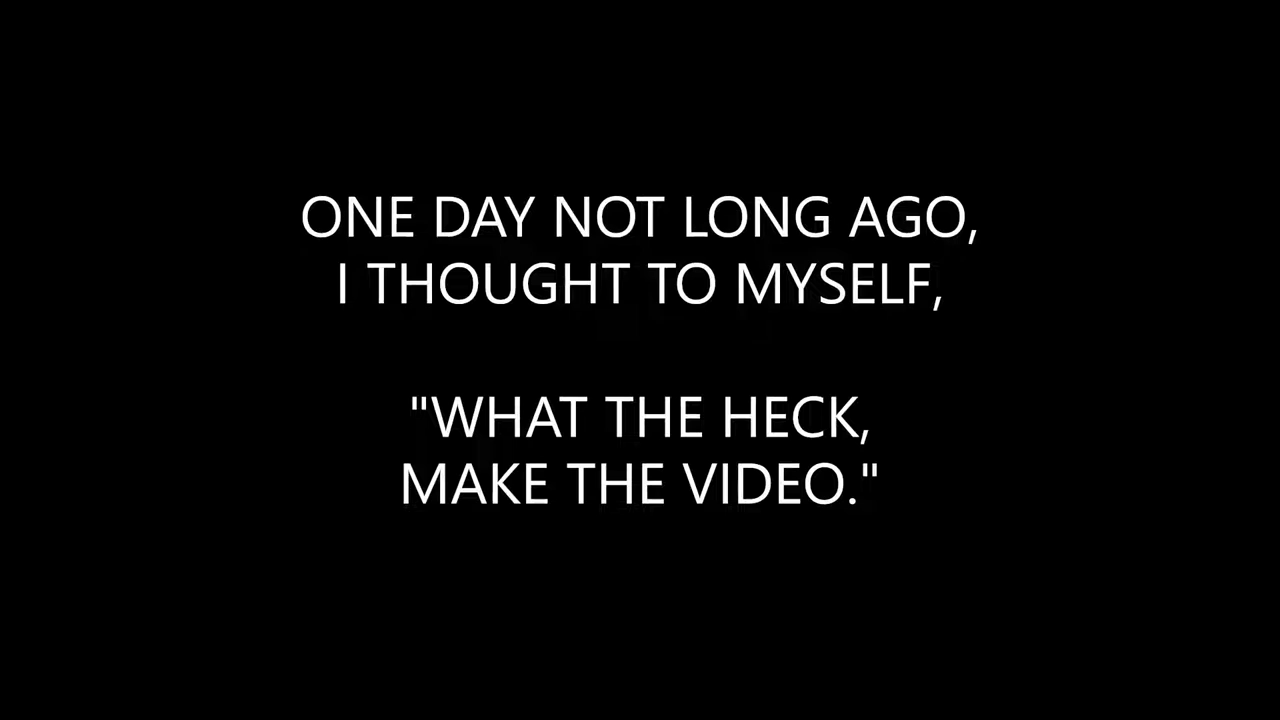 ONE DAY NOT LONG AGO,
I THOUGHT TO MYSELF,
"WHAT THE HECK,
MAKE THE VIDEO."